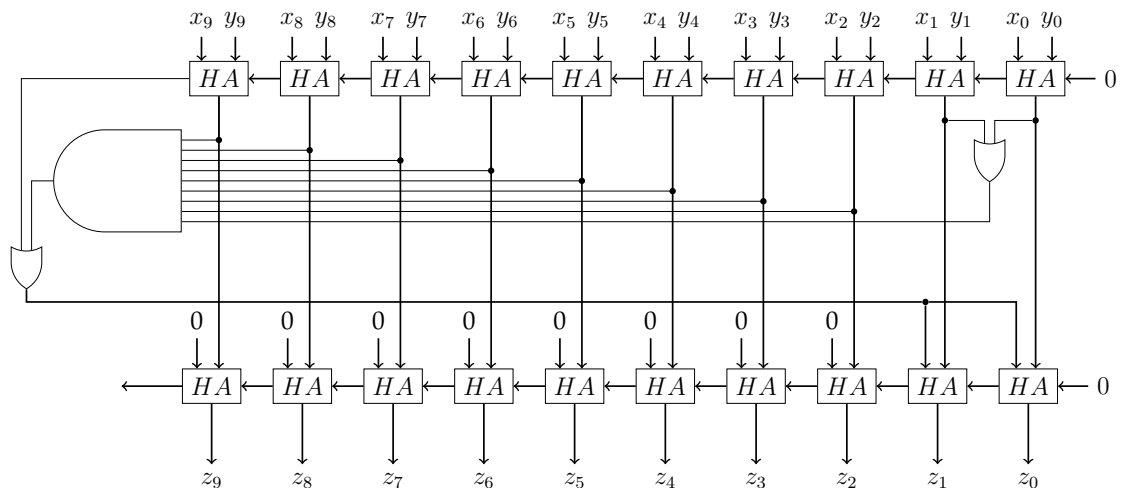 x9 y9 x8 y8 x7 y7 x6 y6 x5 y5 x4 y4 x3 y3 x2 y2 x1 y1 x0 y0
HA HA HA HA HA HA HA HA HA HA 0
0 0 0 0 0 0 0 0
HA HA HA HA HA HA HA HA HA HA 0
z9 z8 z7 z6 z5 z4 z3 z2 z1 z0